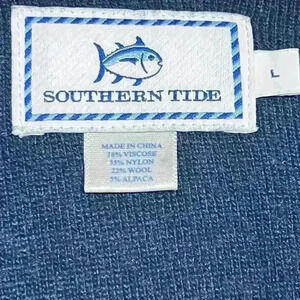 SOUTHERN TIDE
L
MADE IN CHINA
38% VISCOSE
35% NYLON
22% WOOL
5% ALPACA